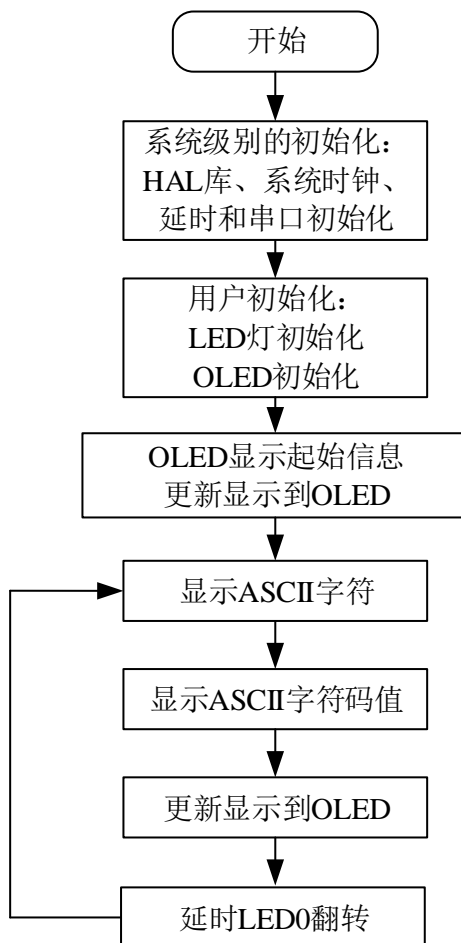 开始
系统级别的初始化：
HAL库、系统时钟、
延时和串口初始化
用户初始化：
LED灯初始化
OLED初始化
OLED显示起始信息
更新显示到OLED
显示ASCII字符
显示ASCII字符码值
更新显示到OLED
延时LED0翻转